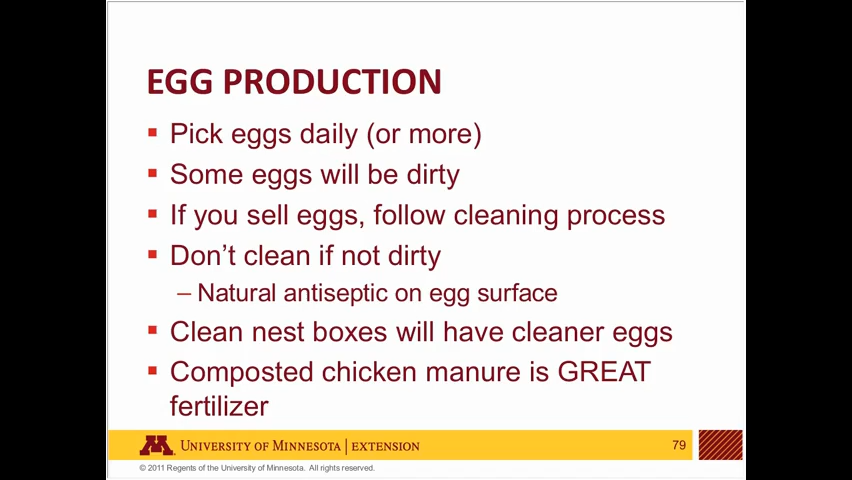 EGG PRODUCTION
▪ Pick eggs daily (or more)
▪ Some eggs will be dirty
▪ If you sell eggs, follow cleaning process
▪ Don’t clean if not dirty
– Natural antiseptic on egg surface
▪ Clean nest boxes will have cleaner eggs
▪ Composted chicken manure is GREAT
fertilizer
M UNIVERSITY OF MINNESOTA | EXTENSION
79
© 2011 Regents of the University of Minnesota. All rights reserved.